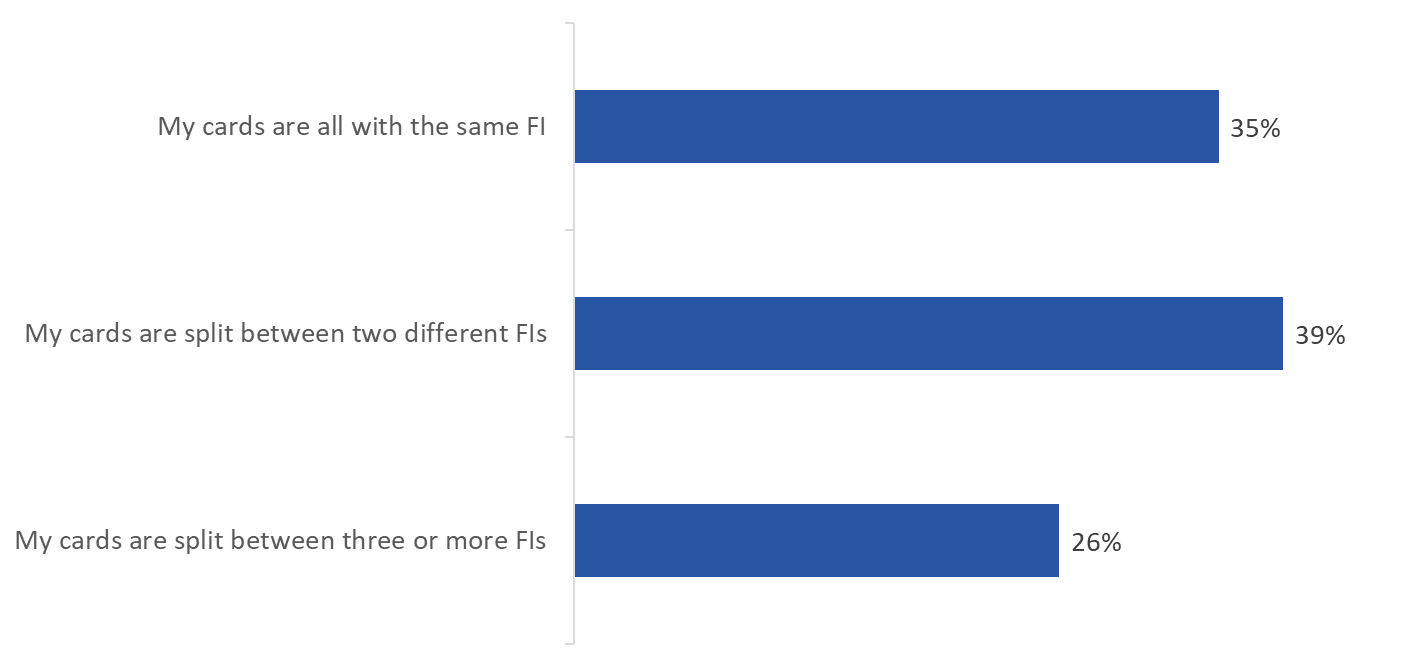 My cards are all with the same FI 35%
My cards are split between two different FIs 39%
My cards are split between three or more FIs 26%